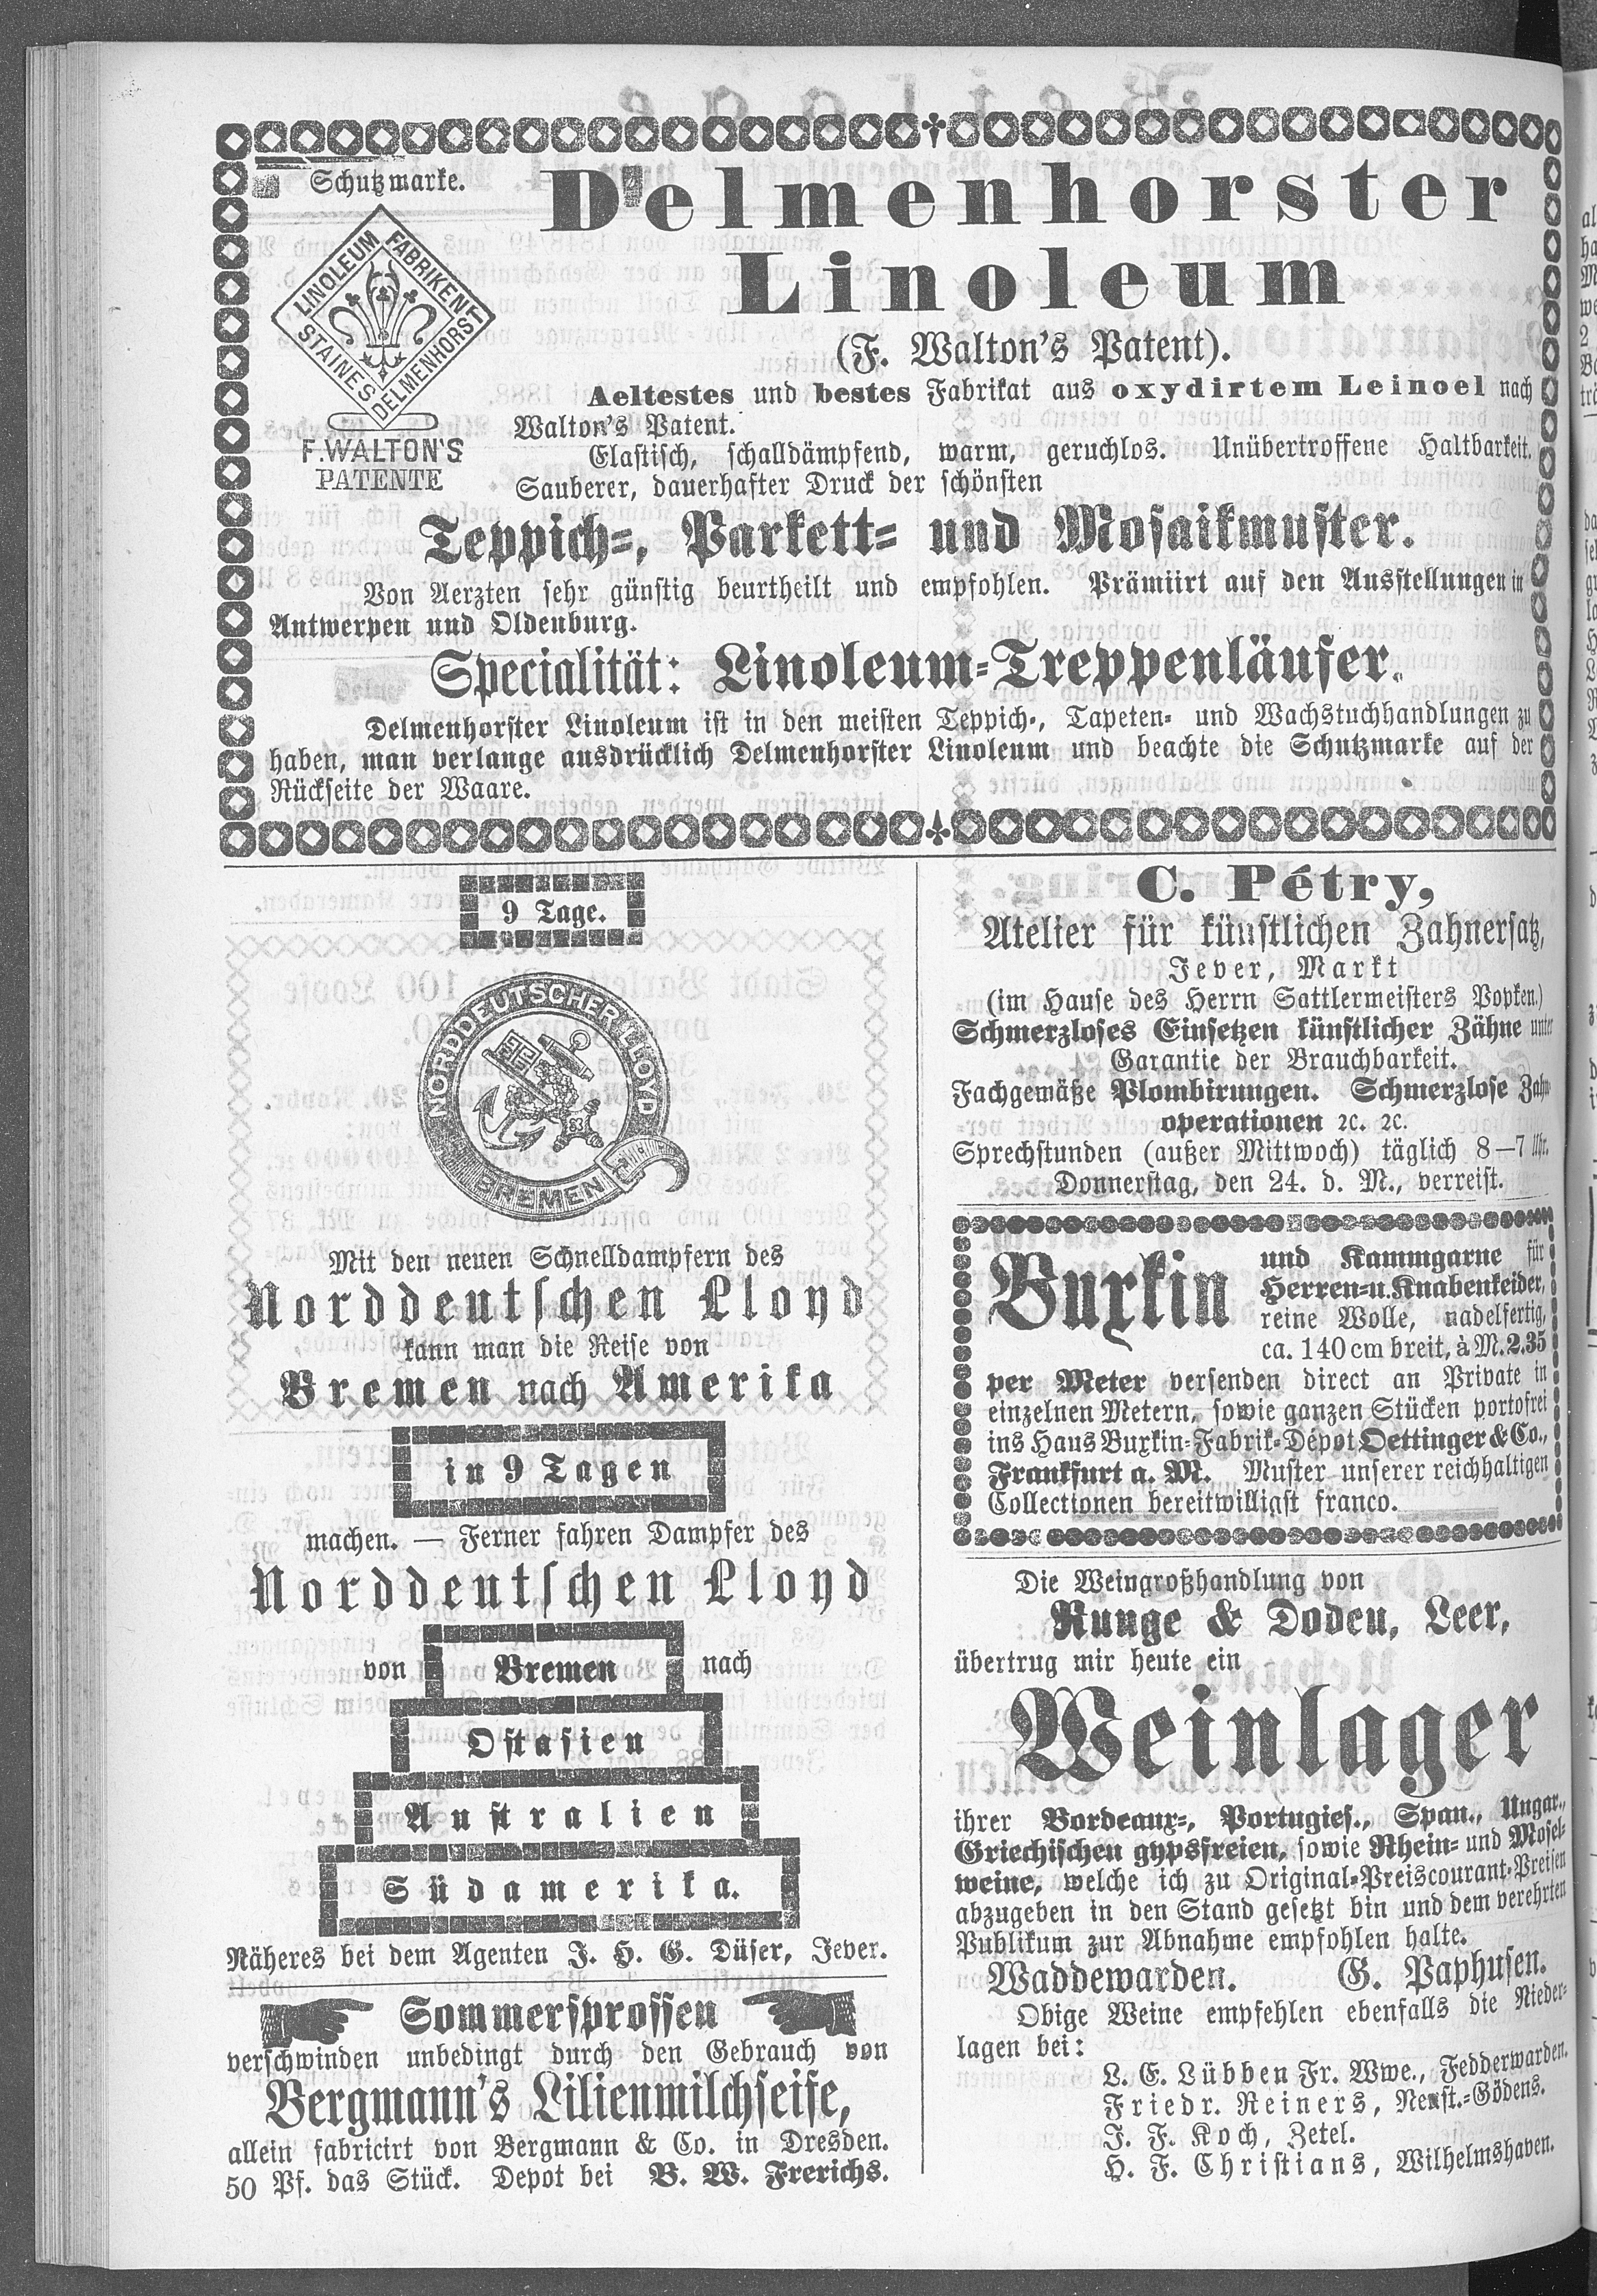 Schutzmarke.
LINOLEUM FABRIKEN
STAINES DELMENHORST
F. WALTON'S
PATENTE
Delmenhorster
Linoleum
(F. Walton's Patent).
Aeltestes und bestes Fabrikat aus oxydirtem Leinoel nach
Walton's Patent.
Elastisch, schalldämpfend, warm, geruchlos. Unübertroffene Haltbarkeit.
Sauberer, dauerhafter Druck der schönsten
Teppich-, Parkett- und Mosaikmuster.
Von Aerzten sehr günstig beurtheilt und empfohlen. Prämiirt auf den Ausstellungen in
Antwerpen und Oldenburg.
Specialität: Linoleum-Treppenläufer.
Delmenhorster Linoleum ist in den meisten Teppich-, Tapeten- und Wachstuchhandlungen zu
haben, man verlange ausdrücklich Delmenhorster Linoleum und beachte die Schutzmarke auf der
Rückseite der Waare.
9 Tage.
NORDDEUTSCHER LLOYD
BREMEN
Mit den neuen Schnelldampfern des
Norddeutschen Lloyd
kann man die Reise von
Bremen nach Amerika
in 9 Tagen
machen. — Ferner fahren Dampfer des
Norddeutschen Lloyd
von Bremen nach
Ostasien
Australien
Südamerika.
Näheres bei dem Agenten J. H. G. Düser, Jever.
Sommersprossen
verschwinden unbedingt durch den Gebrauch von
Bergmann's Lilienmilchseife,
allein fabricirt von Bergmann & Co. in Dresden.
50 Pf. das Stück. Depot bei B. W. Frerichs.
C. Pétry,
Atelier für künstlichen Zahnersatz,
Jever, Markt
(im Hause des Herrn Sattlermeisters Popken.)
Schmerzloses Einsetzen künstlicher Zähne unter
Garantie der Brauchbarkeit.
Fachgemäße Plombirungen. Schmerzlose Zahn-
operationen ꝛc. ꝛc.
Sprechstunden (außer Mittwoch) täglich 8—7 Uhr.
Donnerstag, den 24. d. M., verreist.
Buxkin und Kammgarne für
Herren-u.Knabenkeider,
reine Wolle, nadelfertig,
ca. 140 cm breit, à M. 2.35
per Meter versenden direct an Private in
einzelnen Metern, sowie ganzen Stücken portofrei
ins Haus Buxkin-Fabrik-Dépot Oettinger & Co.,
Frankfurt a. M. Muster unserer reichhaltigen
Collectionen bereitwilligst franco.
Die Weingroßhandlung von
Runge & Doden, Leer,
übertrug mir heute ein
Weinlager
ihrer Bordeaux-, Portugies., Span., Ungar.,
Griechischen gypsfreien, sowie Rhein- und Mosel-
weine, welche ich zu Original-Preiscourant-Preisen
abzugeben in den Stand gesetzt bin und dem verehrten
Publikum zur Abnahme empfohlen halte.
Waddewarden. G. Paphusen.
Obige Weine empfehlen ebenfalls die Nieder-
lagen bei:
L. E. Lübben Fr. Wwe., Fedderwarden.
Friedr. Reiners, Neust.-Gödens.
J. F. Koch, Zetel.
H. F. Christians, Wilhelmshaven.